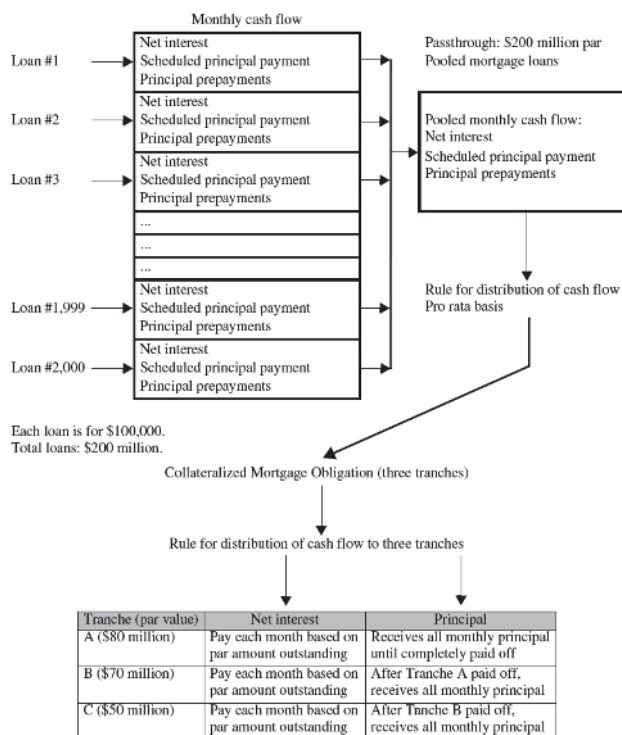 Monthly cash flow
Net interest
Loan #1
Scheduled principal payment
Principal prepayments
Net interest
Loan #2
Scheduled principal payment
Principal prepayments
Net interest
Loan #3
Scheduled principal payment
Principal prepayments
...
...
...
Net interest
Loan #1,999
Scheduled principal payment
Principal prepayments
Net interest
Loan #2,000
Scheduled principal payment
Principal prepayments
Passthrough: $200 million par
Pooled mortgage loans
Pooled monthly cash flow:
Net interest
Scheduled principal payment
Principal prepayments
Rule for distribution of cash flow
Pro rata basis
Each loan is for $100,000.
Total loans: $200 million.
Collateralized Mortgage Obligation (three tranches)
Rule for distribution of cash flow to three tranches
Tranche (par value) Net interest Principal
A ($80 million) Pay each month based on Receives all monthly principal
par amount outstanding until completely paid off
B ($70 million) Pay each month based on After Tranche A paid off,
par amount outstanding receives all monthly principal
C ($50 million) Pay each month based on After Tnnche B paid off,
par amount outstanding receives all monthly principal